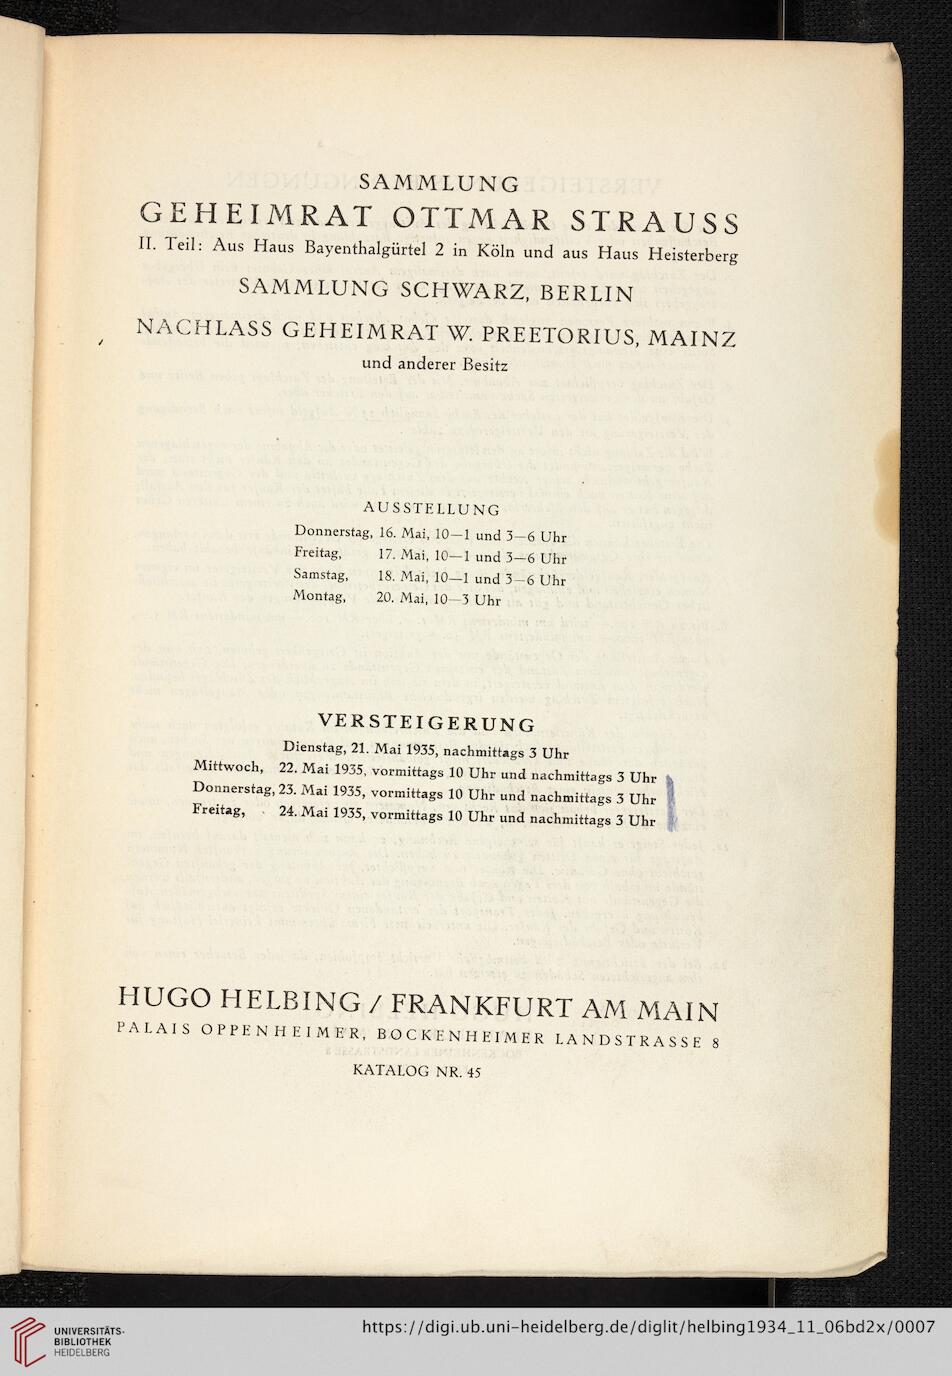 SAMMLUNG
GEHEIMRAT OTTMAR STRAUSS
II. Teil: Aus Haus Bayenthalgürtel 2 in Köln und aus Haus Heisterberg
SAMMLUNG SCHWARZ, BERLIN
NACHLASS GEHEIMRAT W. PREETORIUS, MAINZ
und anderer Besitz
AUSSTELLUNG
Donnerstag, 16. Mai, 10—1 und 3—6 Uhr
Freitag, 17. Mai, 10—1 und 3—6 Uhr
Samstag, 18. Mai, 10—1 und 3—6 Uhr
Montag, 20. Mai, 10—3 Uhr
VERSTEIGERUNG
Dienstag, 21. Mai 1935, nachmittags 3 Uhr
Mittwoch, 22. Mai 1935, vormittags 10 Uhr und nachmittags 3 Uhr
Donnerstag, 23. Mai 1935, vormittags 10 Uhr und nachmittags 3 Uhr
Freitag, 24. Mai 1935, vormittags 10 Uhr und nachmittags 3 Uhr
HUGO HELBING / FRANKFURT AM MAIN
PALAIS OPPENHEIMER, BOCKENHEIMER LANDSTRASSE 8
KATALOG NR. 45
UNIVERSITÄTS-
BIBLIOTHEK
HEIDELBERG
https://digi.ub.uni-heidelberg.de/diglit/helbing1934_11_06bd2x/0007